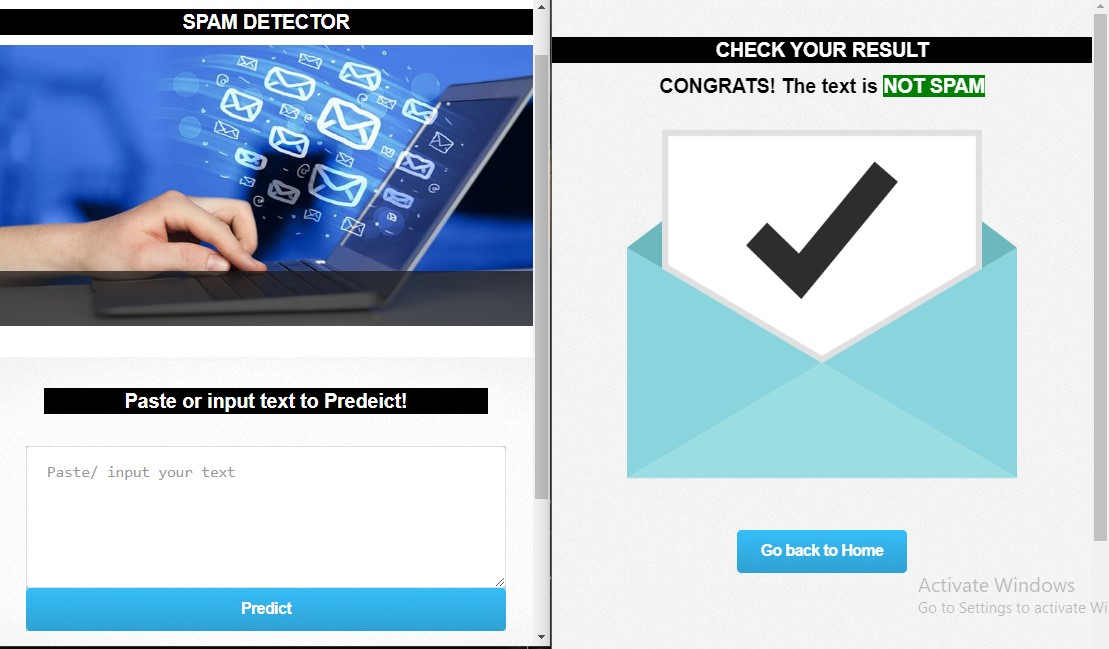 SPAM DETECTOR
Paste or input text to Predeict!
Paste/ input your text
Predict
CHECK YOUR RESULT
CONGRATS! The text is NOT SPAM
Go back to Home
Activate Windows
Go to Settings to activate Wi